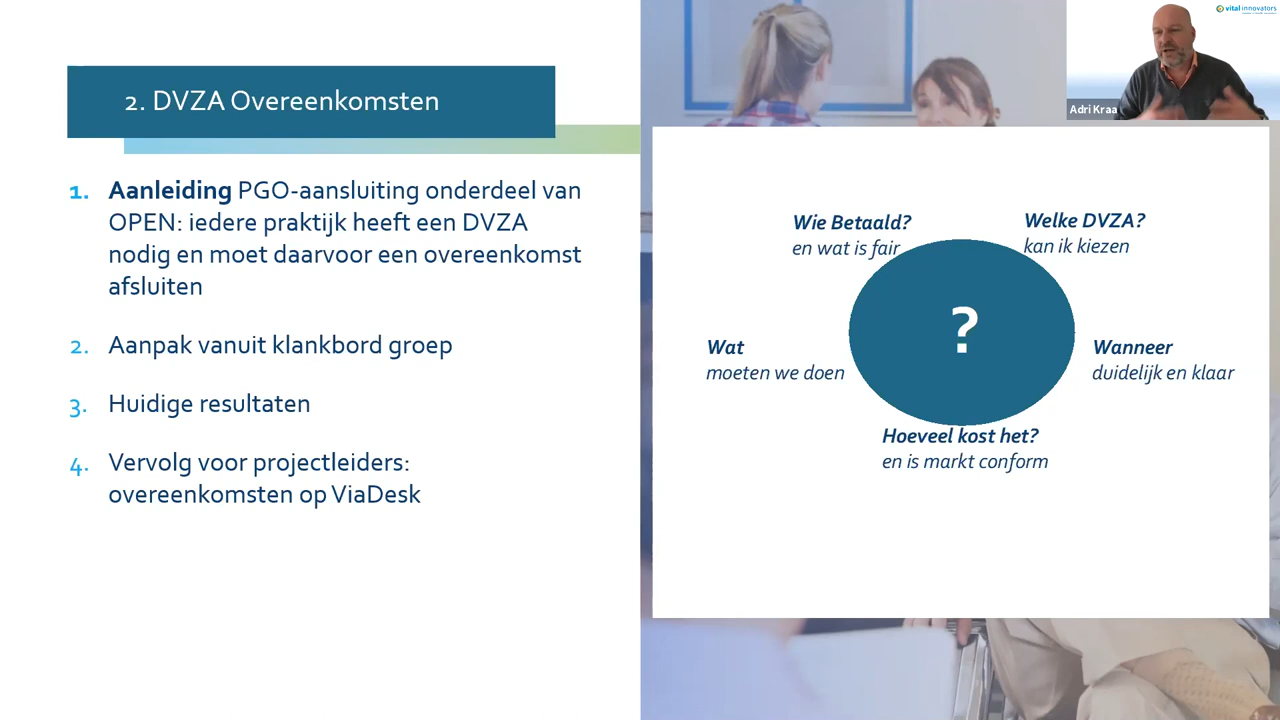 2. DVZA Overeenkomsten
1. Aanleiding PGO-aansluiting onderdeel van
OPEN: iedere praktijk heeft een DVZA
nodig en moet daarvoor een overeenkomst
afsluiten
2. Aanpak vanuit klankbord groep
3. Huidige resultaten
4. Vervolg voor projectleiders:
overeenkomsten op ViaDesk
vital innovators
Adri Kraa
Wie Betaald?
en wat is fair
Welke DVZA?
kan ik kiezen
?
Wat
moeten we doen
Wanneer
duidelijk en klaar
Hoeveel kost het?
en is markt conform